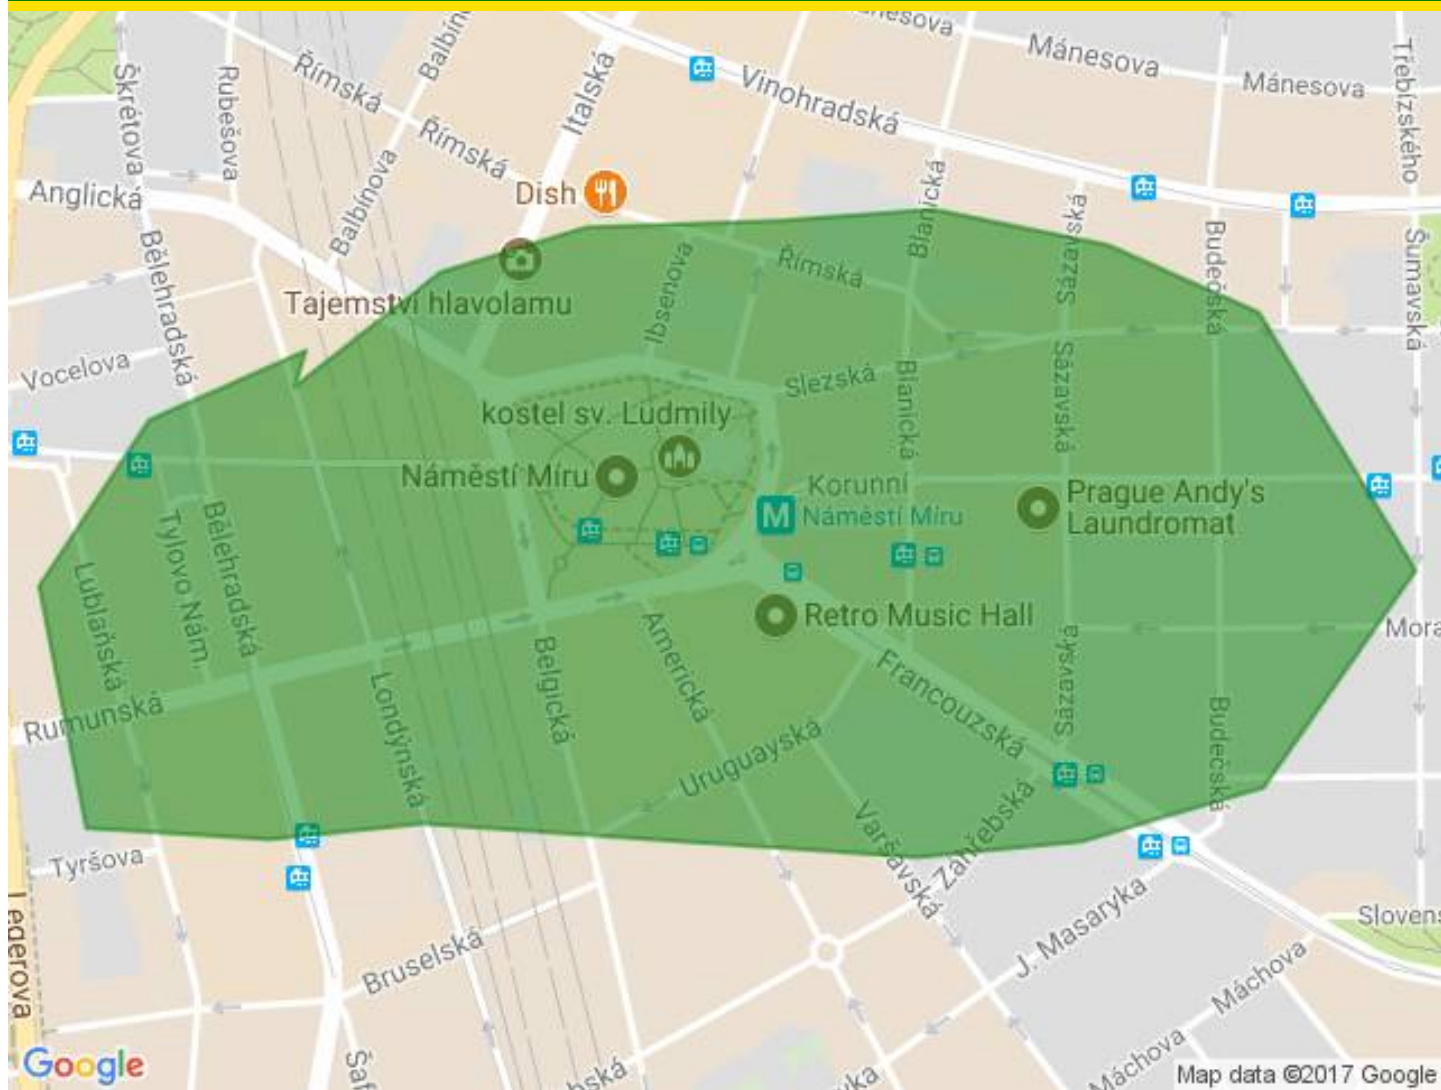 Mánesova
Mánesova
Třebízského
Balbínova
Italská
Vinohradská
Římská
Škrétova
Rubešova
Římská
Dish
Blanická
Anglická
Balbínova
Sázavská
Budečská
Šumavská
Bělehradská
Ibsenova
Římská
Tajemství hlavolamu
Vocelova
Slezská
Blanická
Sázavská
kostel sv. Ludmily
Náměstí Míru
Korunní
M
Náměstí Míru
Prague Andy's
Laundromat
Tylovo Nám.
Bělehradská
Lublaňská
Retro Music Hall
Americká
Belgická
Sázavská
Francouzská
Londýnská
Rumunská
Budečská
Uruguayská
Varšavská
Záhřebská
Tyršova
Legerova
Bruselská
J. Masaryka
Máchova
Máchova
Google
Map data ©2017 Google